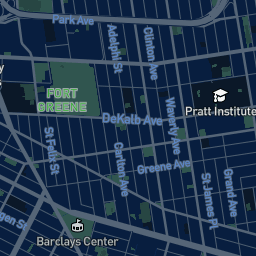 Park Ave
Adelphi St
Clinton Ave
FORT
GREENE
Pratt Institute
DeKalb Ave
Waverly Ave
St Felix St
Carlton Ave
Greene Ave
St James Pl
Grand Ave
Barclays Center